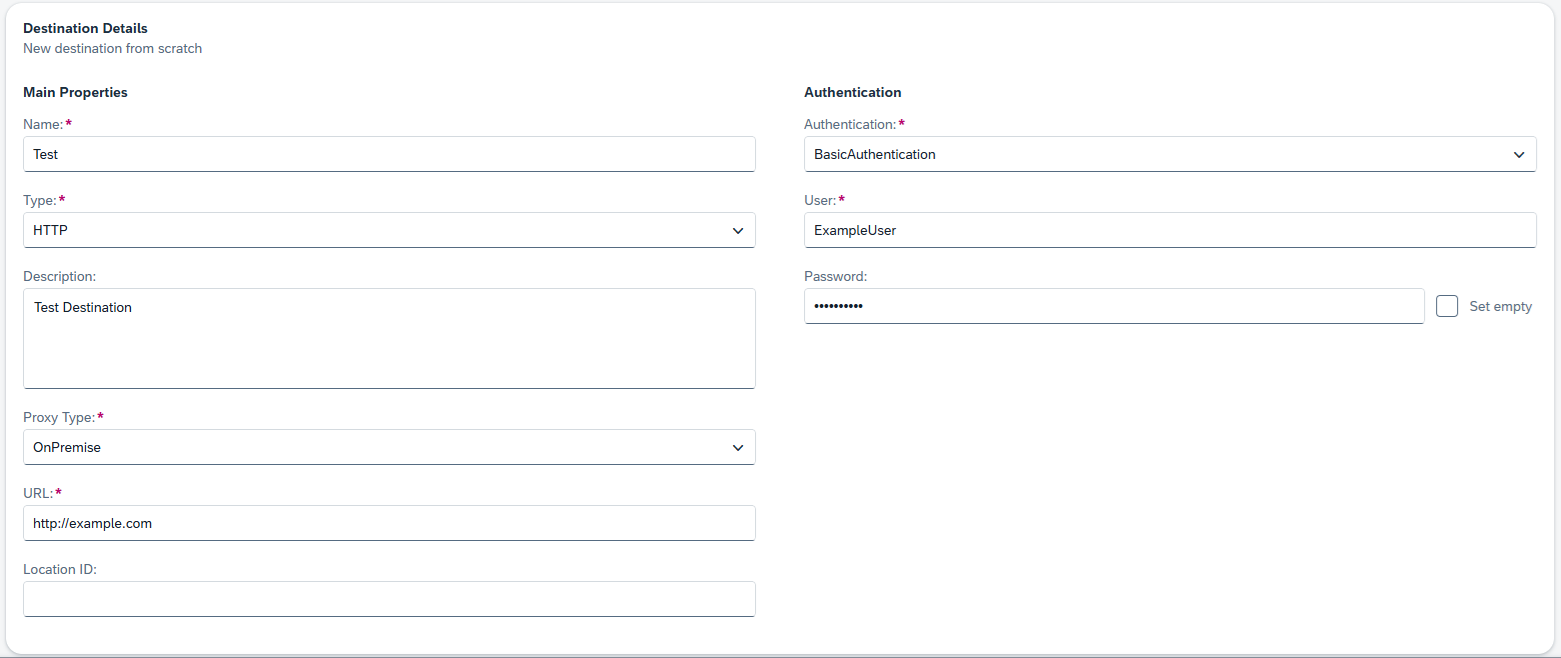 Destination Details
New destination from scratch
Main Properties
Name:*
Test
Type:*
HTTP
Description:
Test Destination
Proxy Type:*
OnPremise
URL:*
http://example.com
Location ID:
Authentication
Authentication:*
BasicAuthentication
User:*
ExampleUser
Password:
••••••••••
Set empty